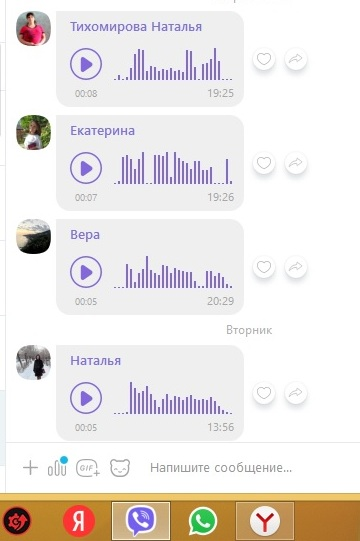 Тихомирова Наталья
00:08 19:25
Екатерина
00:07 19:26
Вера
00:05 20:29
Вторник
Наталья
00:05 13:56
GIF Напишите сообщение...
Я Y